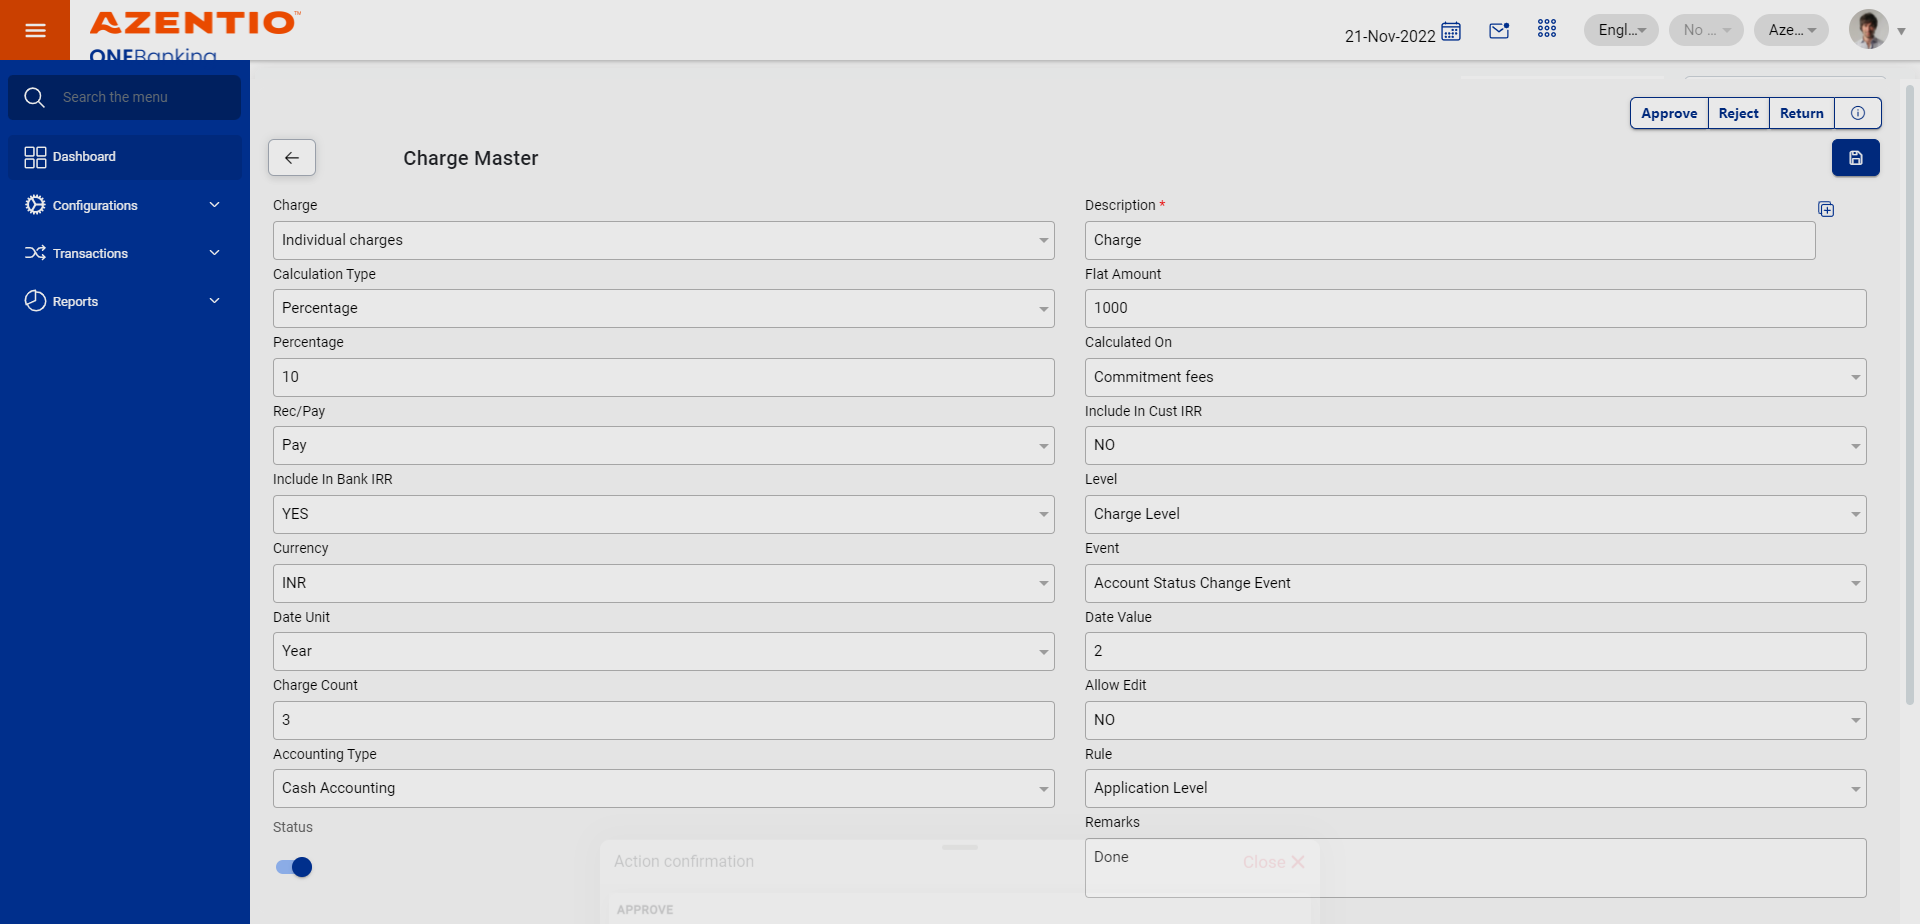 AZENTIO™
ONEBanking
21-Nov-2022
Engl...
No ...
Aze...
Search the menu
Dashboard
Configurations
Transactions
Reports
Approve
Reject
Return
Charge Master
Charge
Individual charges
Description *
Charge
Calculation Type
Percentage
Flat Amount
1000
Percentage
10
Calculated On
Commitment fees
Rec/Pay
Pay
Include In Cust IRR
NO
Include In Bank IRR
YES
Level
Charge Level
Currency
INR
Event
Account Status Change Event
Date Unit
Year
Date Value
2
Charge Count
3
Allow Edit
NO
Accounting Type
Cash Accounting
Rule
Application Level
Status
Remarks
Done
Action confirmation
Close
APPROVE